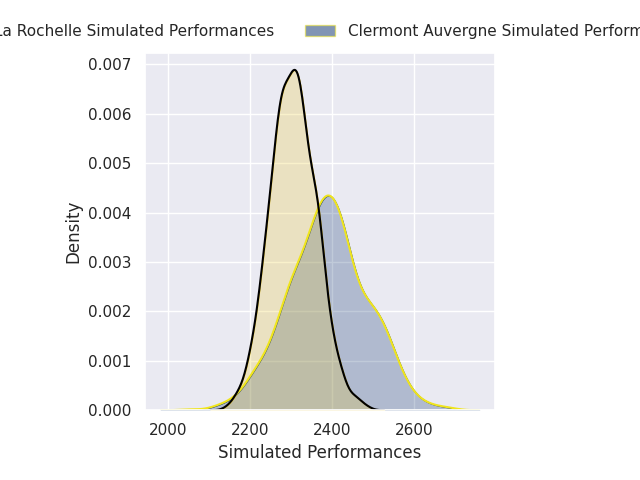 La Rochelle Simulated Performances
Clermont Auvergne Simulated Perform
0.007
0.006
0.005
0.004
0.003
0.002
0.001
0.000
Density
2000 2200 2400 2600
Simulated Performances